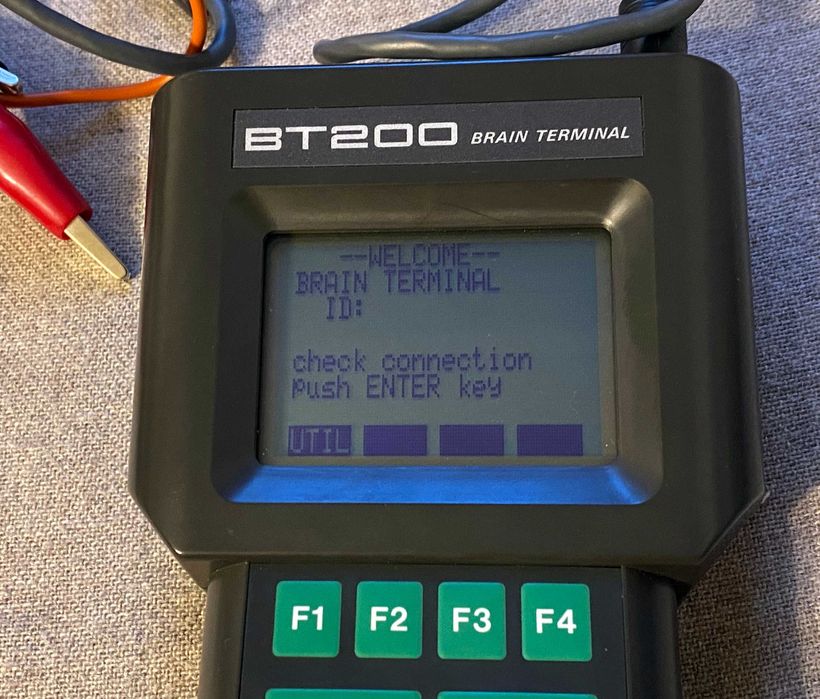 BT200 BRAIN TERMINAL
--WELCOME--
BRAIN TERMINAL
ID:
check connection
push ENTER key
UTIL
F1 F2 F3 F4